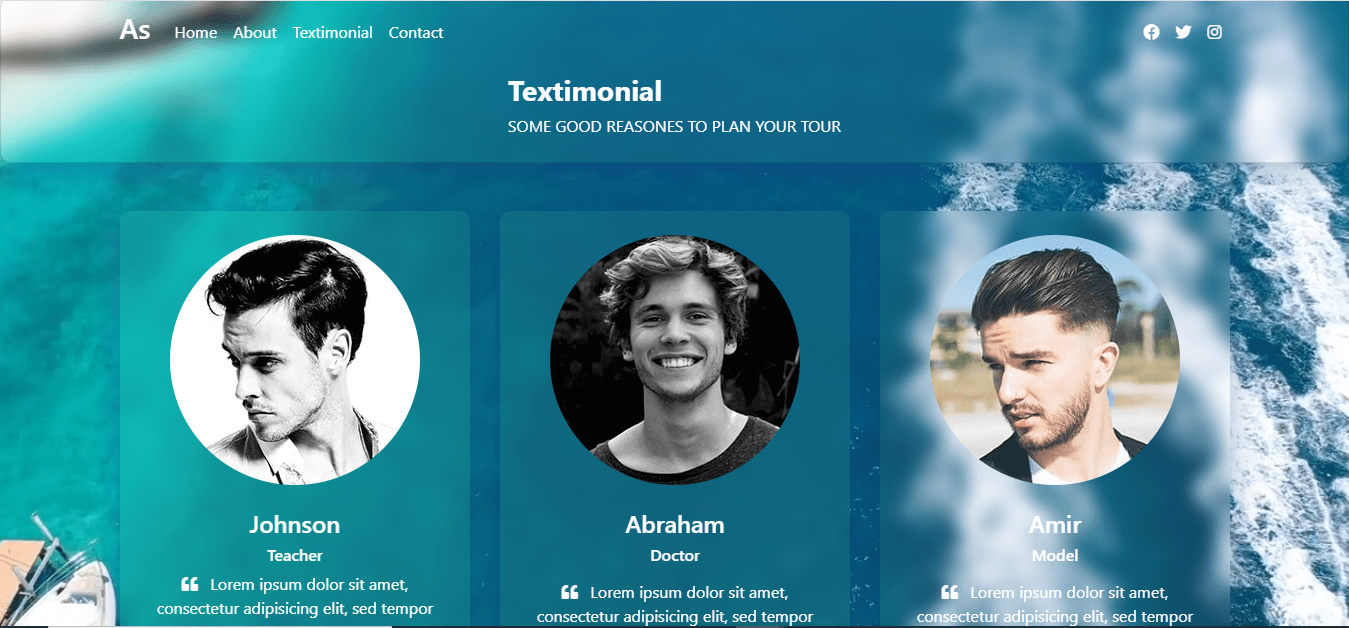 As Home About Textimonial Contact
Textimonial
SOME GOOD REASONES TO PLAN YOUR TOUR
Johnson
Teacher
“ Lorem ipsum dolor sit amet,
consectetur adipisicing elit, sed tempor
Abraham
Doctor
“ Lorem ipsum dolor sit amet,
consectetur adipisicing elit, sed tempor
Amir
Model
“ Lorem ipsum dolor sit amet,
consectetur adipisicing elit, sed tempor